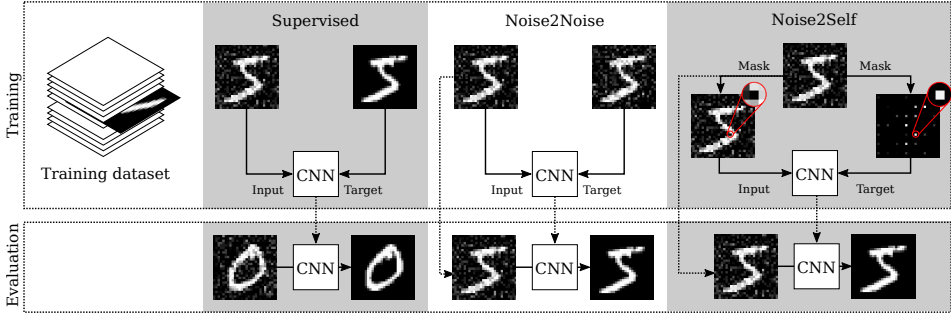 Supervised
Noise2Noise
Noise2Self
Training
Mask
Mask
Training dataset
CNN
CNN
CNN
Input
Target
Input
Target
Input
Target
Evaluation
CNN
CNN
CNN